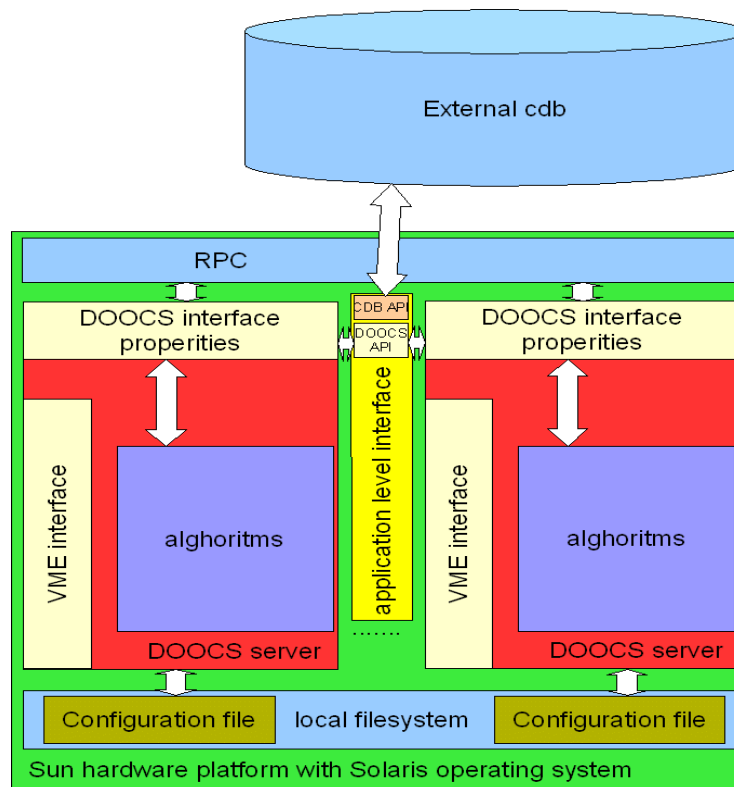 External cdb
RPC
DOOCS interface
properities
CDB API
DOOCS
API
application level interface
.......
DOOCS interface
properities
VME interface
alghoritms
DOOCS server
VME interface
alghoritms
DOOCS server
Configuration file
local filesystem
Configuration file
Sun hardware platform with Solaris operating system